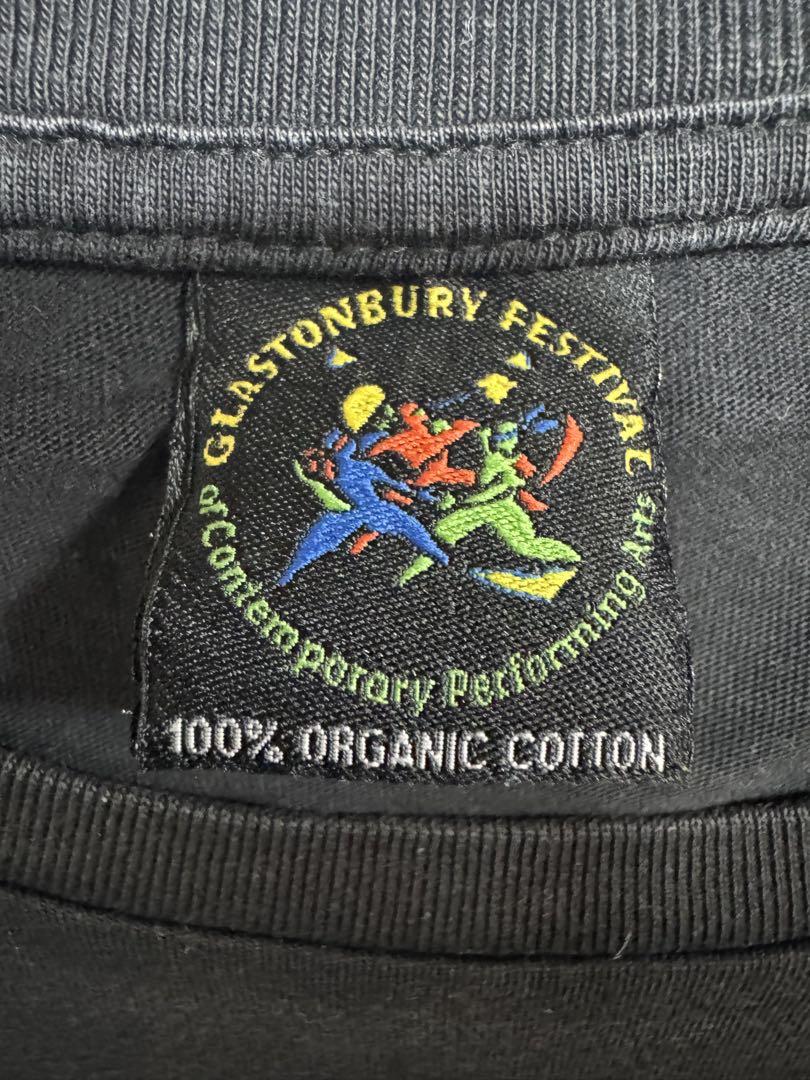 GLASTONBURY FESTIVAL
of Contemporary Performing Arts
100% ORGANIC COTTON